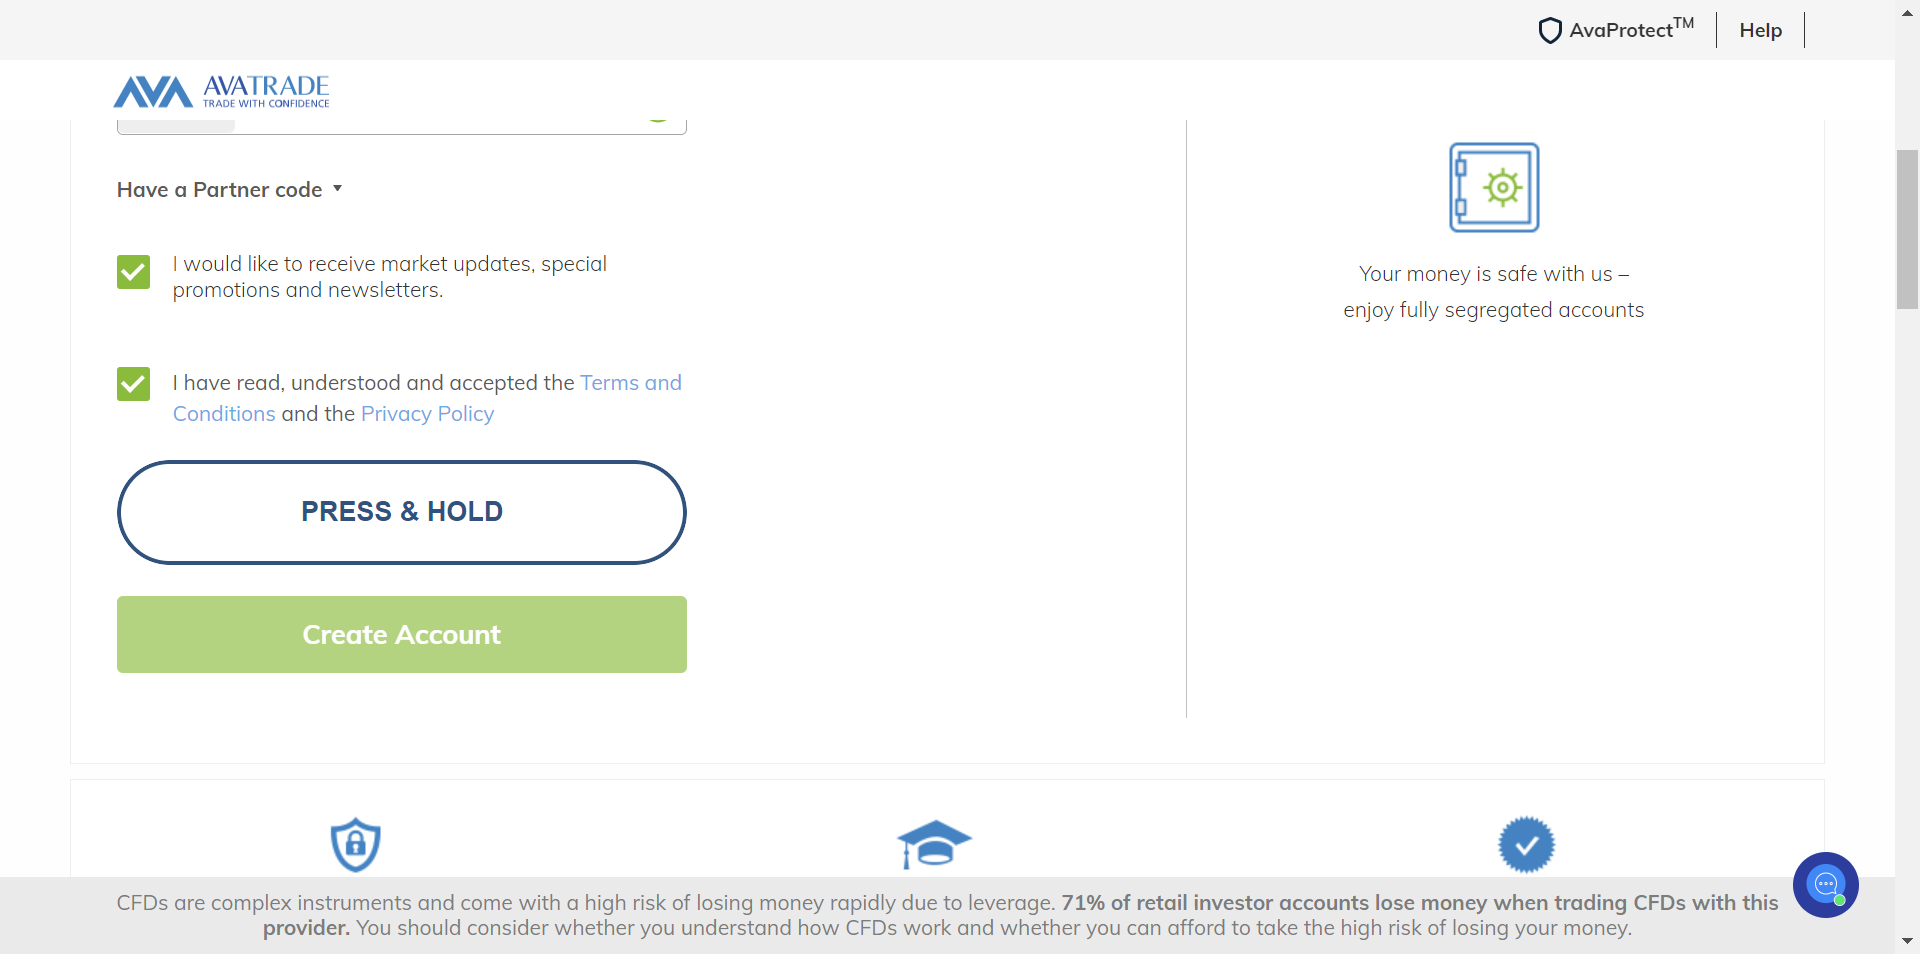 AvaProtect™
Help
AVATRADE
TRADE WITH CONFIDENCE
Have a Partner code
I would like to receive market updates, special
promotions and newsletters.
I have read, understood and accepted the Terms and
Conditions and the Privacy Policy
PRESS & HOLD
Create Account
Your money is safe with us –
enjoy fully segregated accounts
CFDs are complex instruments and come with a high risk of losing money rapidly due to leverage. 71% of retail investor accounts lose money when trading CFDs with this
provider. You should consider whether you understand how CFDs work and whether you can afford to take the high risk of losing your money.